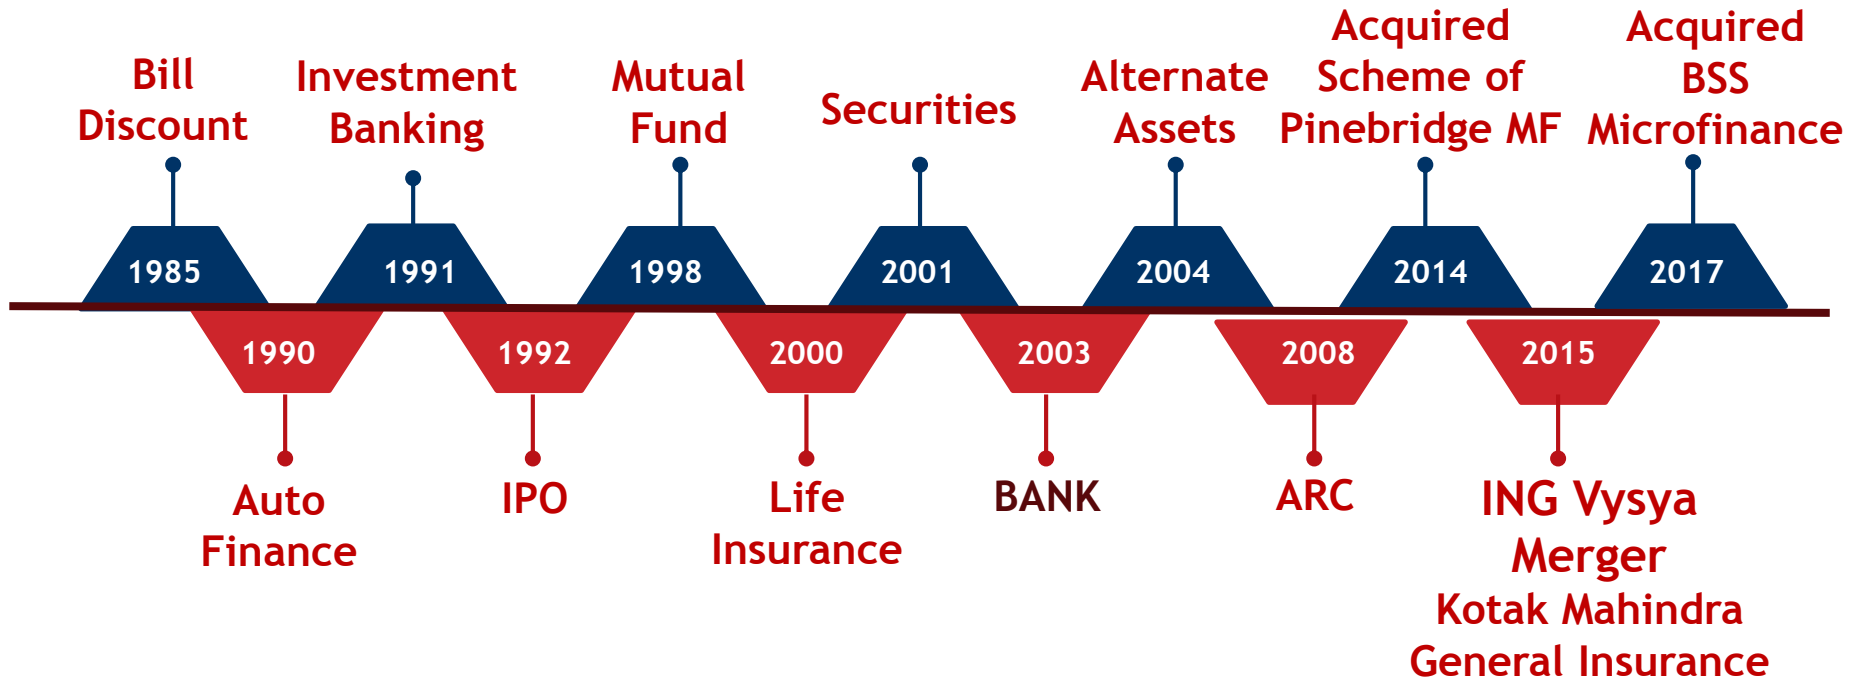 Bill
Discount
Investment
Banking
Mutual
Fund
Securities
Alternate
Assets
Acquired
Scheme of
Pinebridge MF
Acquired
BSS
Microfinance
1985
1991
1998
2001
2004
2014
2017
1990
1992
2000
2003
2008
2015
Auto
Finance
IPO
Life
Insurance
BANK
ARC
ING Vysya
Merger
Kotak Mahindra
General Insurance